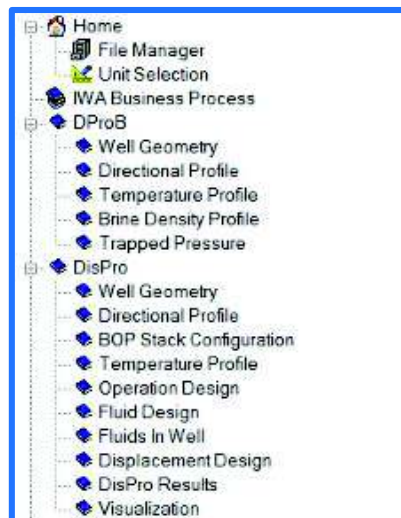 Home
File Manager
Unit Selection
IWA Business Process
DProB
Well Geometry
Directional Profile
Temperature Profile
Brine Density Profile
Trapped Pressure
DisPro
Well Geometry
Directional Profile
BOP Stack Configuration
Temperature Profile
Operation Design
Fluid Design
Fluids In Well
Displacement Design
DisPro Results
Visualization